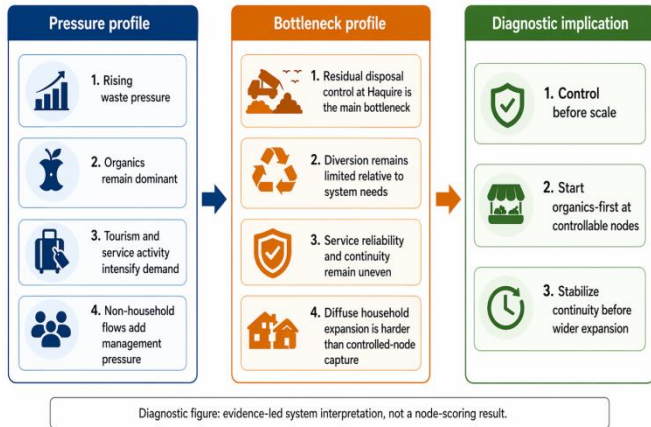 Pressure profile
1. Rising
waste pressure
2. Organics
remain dominant
3. Tourism and
service activity
intensify demand
4. Non-household
flows add
management
pressure
Bottleneck profile
1. Residual disposal
control at Haquire is
the main bottleneck
2. Diversion remains
limited relative to
system needs
3. Service reliability
and continuity
remain uneven
4. Diffuse household
expansion is harder
than controlled-node
capture
Diagnostic implication
1. Control
before scale
2. Start
organics-first at
controllable nodes
3. Stabilize
continuity before
wider expansion
Diagnostic figure: evidence-led system interpretation, not a node-scoring result.